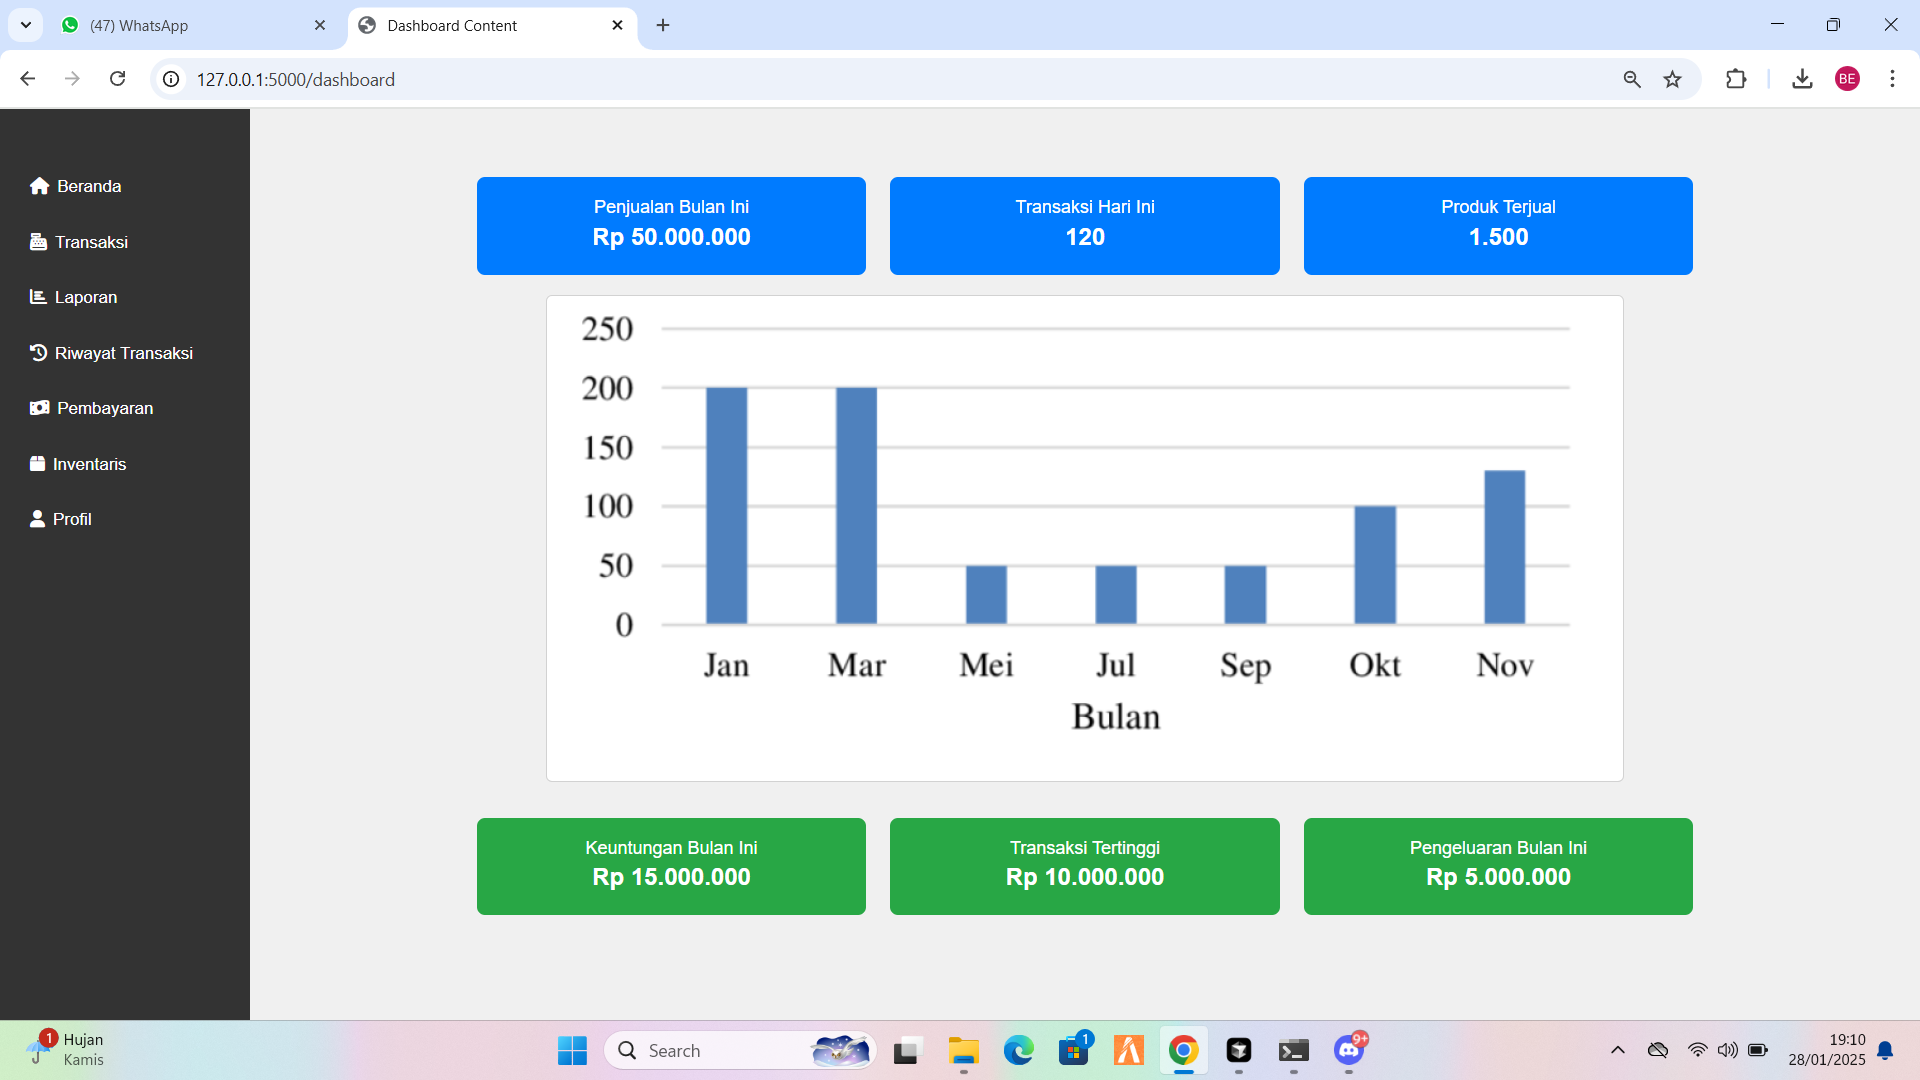 (47) WhatsApp
Dashboard Content
127.0.0.1:5000/dashboard
BE
Beranda
Transaksi
Laporan
Riwayat Transaksi
Pembayaran
Inventaris
Profil
Penjualan Bulan Ini
Rp 50.000.000
Transaksi Hari Ini
120
Produk Terjual
1.500
250
200
150
100
50
0
Jan Mar Mei Jul Sep Okt Nov
Bulan
Keuntungan Bulan Ini
Rp 15.000.000
Transaksi Tertinggi
Rp 10.000.000
Pengeluaran Bulan Ini
Rp 5.000.000
1
Hujan
Kamis
Search
1
9+
19:10
28/01/2025